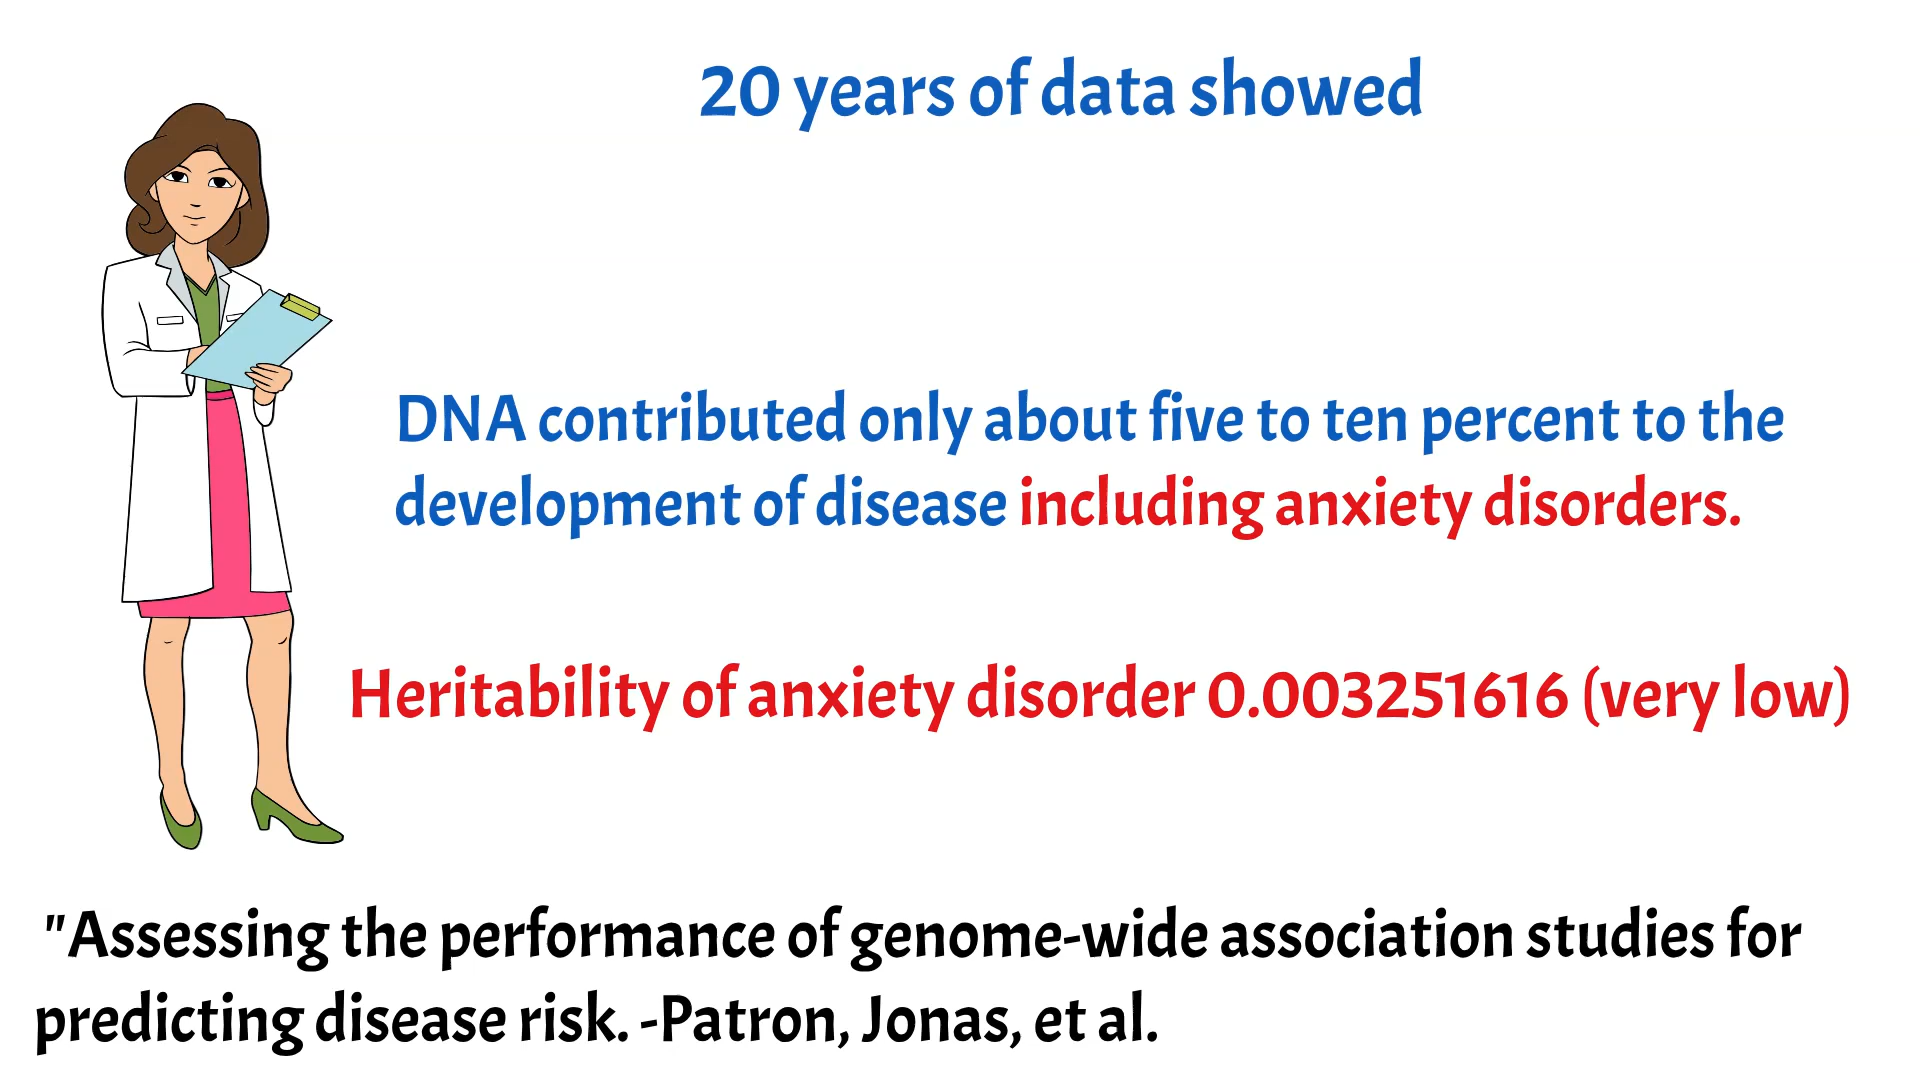 20 years of data showed
DNA contributed only about five to ten percent to the
development of disease including anxiety disorders.
Heritability of anxiety disorder 0.003251616 (very low)
"Assessing the performance of genome-wide association studies for
predicting disease risk. -Patron, Jonas, et al.